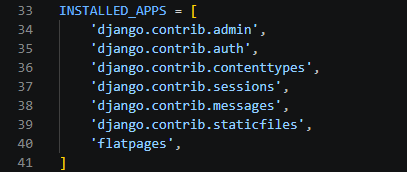 33 INSTALLED_APPS = [
34     'django.contrib.admin',
35     'django.contrib.auth',
36     'django.contrib.contenttypes',
37     'django.contrib.sessions',
38     'django.contrib.messages',
39     'django.contrib.staticfiles',
40     'flatpages',
41 ]